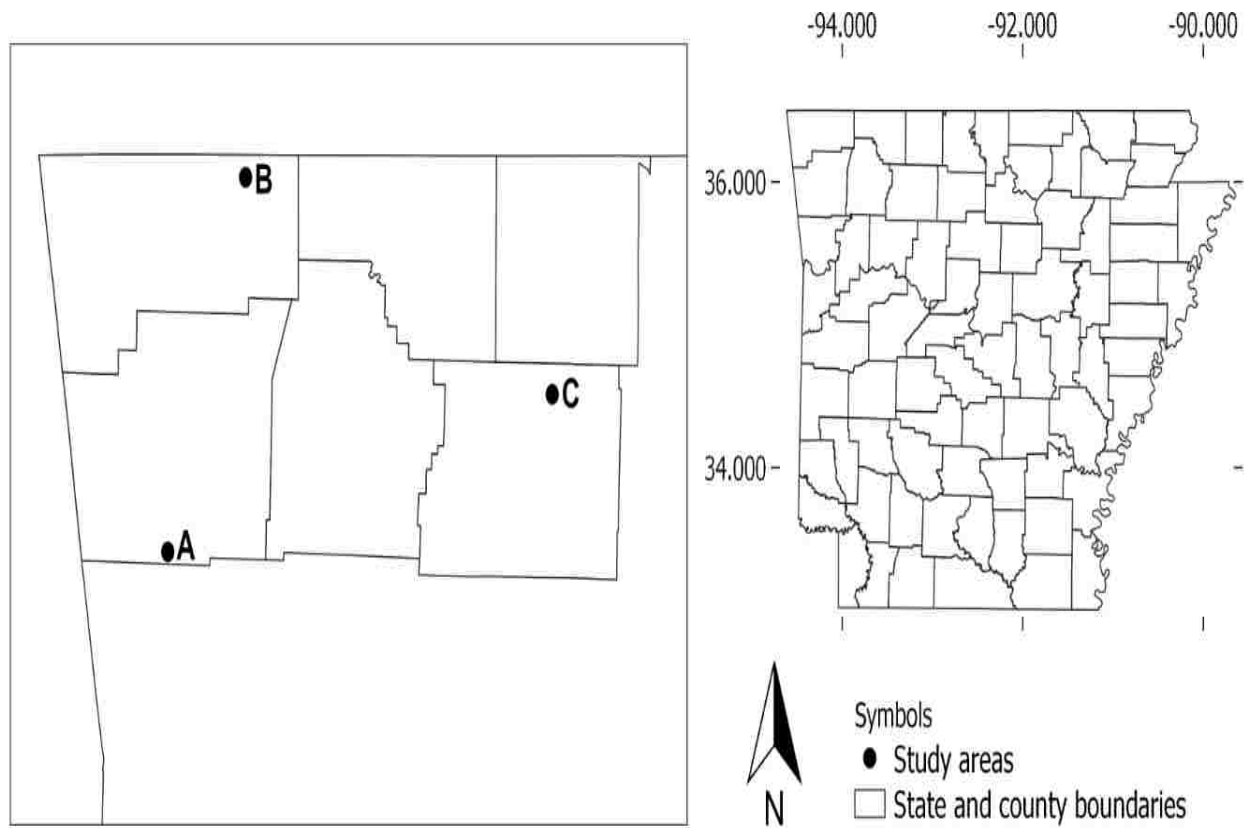 B
C
A
-94.000 -92.000 -90.000
36.000
34.000
N
Symbols
Study areas
State and county boundaries